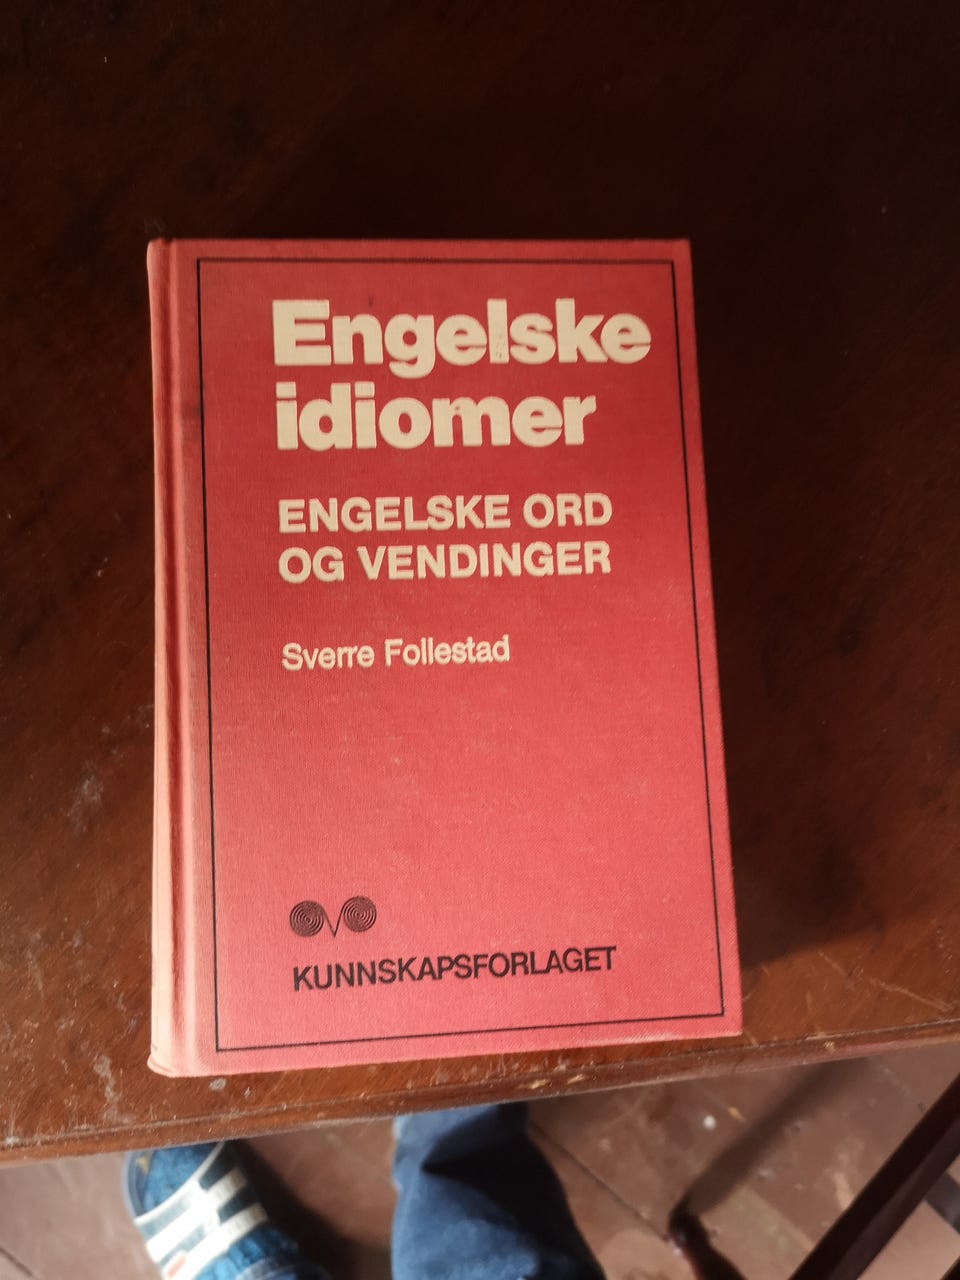 Engelske
idiomer
ENGELSKE ORD
OG VENDINGER
Sverre Follestad
KUNNSKAPSFORLAGET